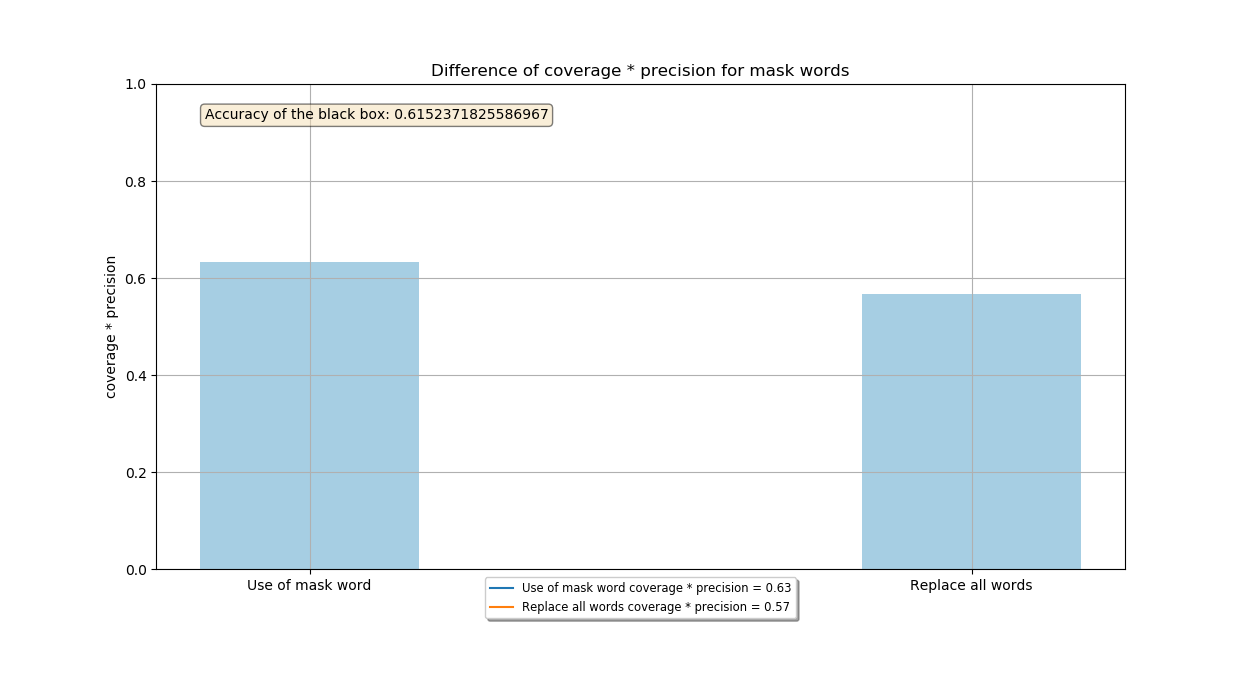 Difference of coverage * precision for mask words
1.0
Accuracy of the black box: 0.6152371825586967
0.8
0.6
coverage * precision
0.4
0.2
0.0
Use of mask word
Replace all words
Use of mask word coverage * precision = 0.63
Replace all words coverage * precision = 0.57